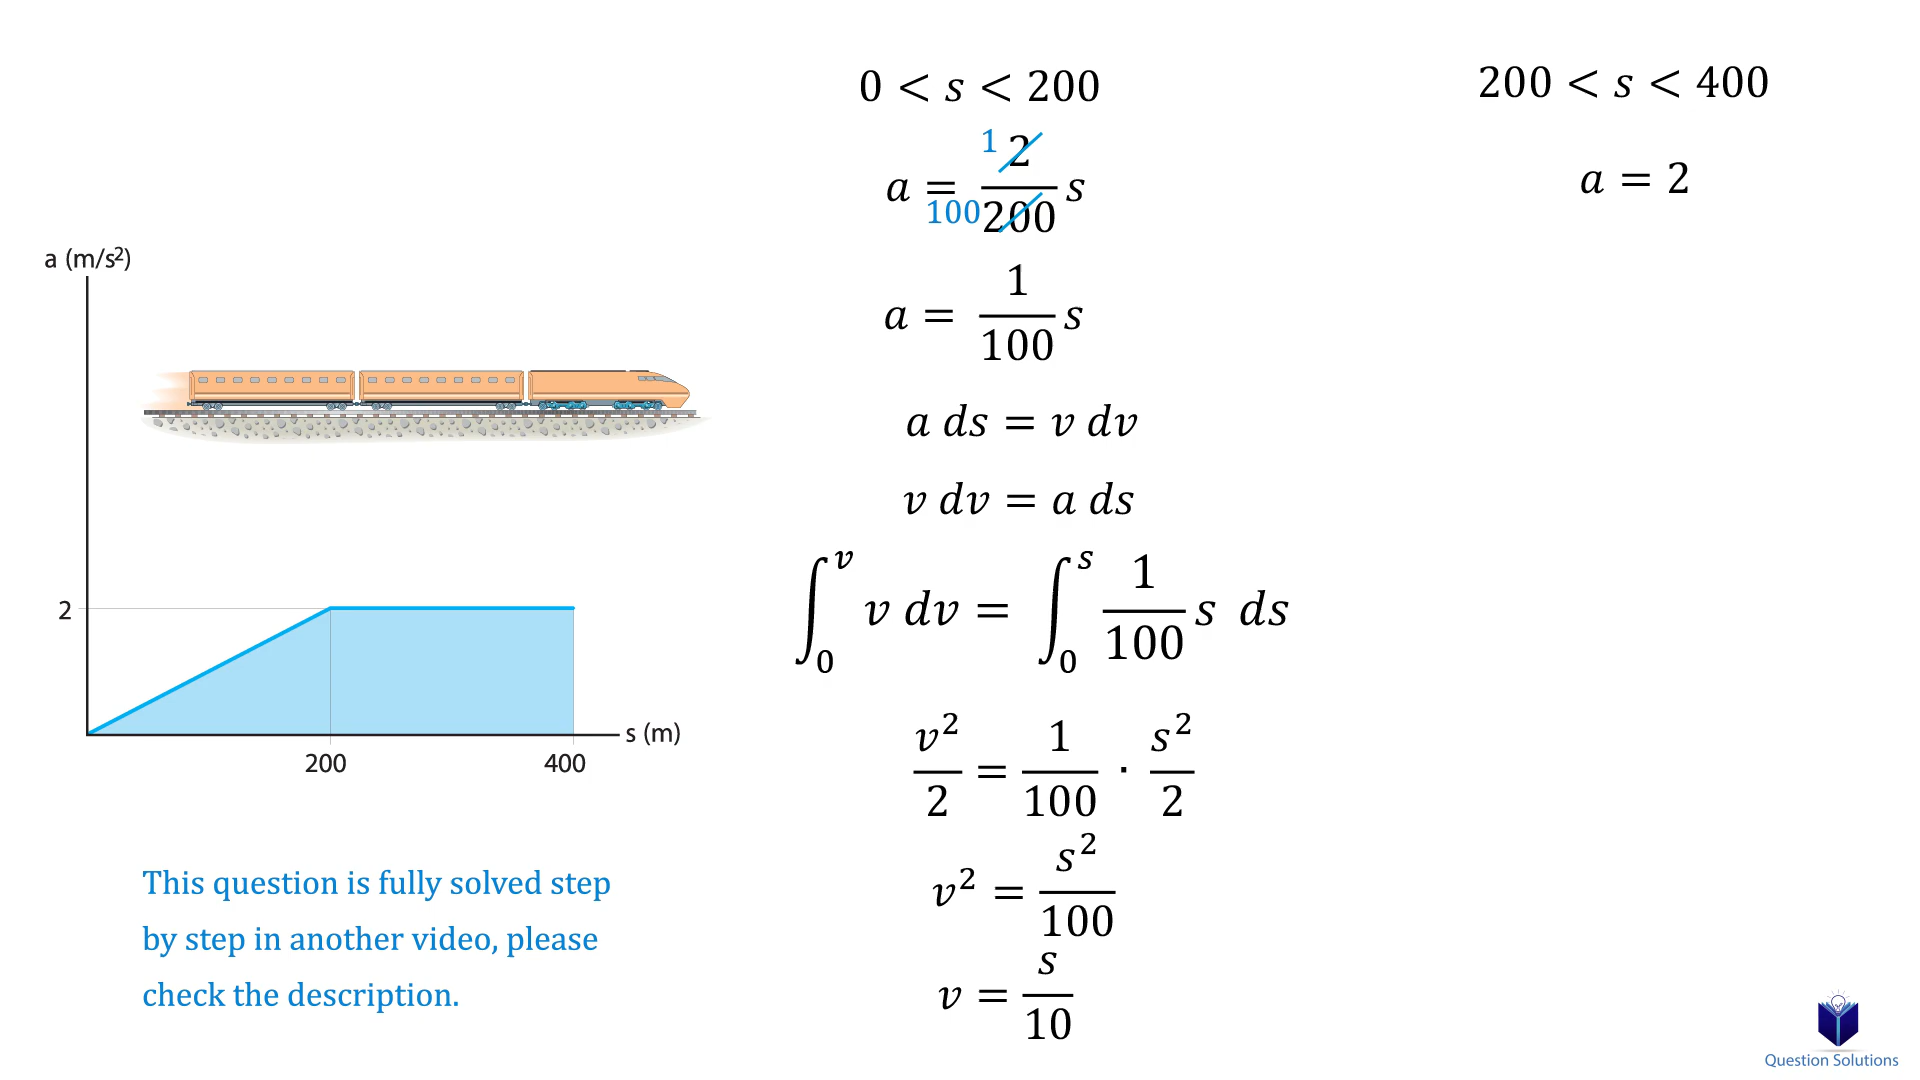 0 < s < 200
a = 2/200 s
1
100
a = 1/100 s
a ds = v dv
v dv = a ds
∫₀ᵛ v dv = ∫₀ˢ 1/100 s ds
v²/2 = 1/100 · s²/2
v² = s²/100
v = s/10
200 < s < 400
a = 2
a (m/s²)
2
200
400
s (m)
This question is fully solved step
by step in another video, please
check the description.
Question Solutions